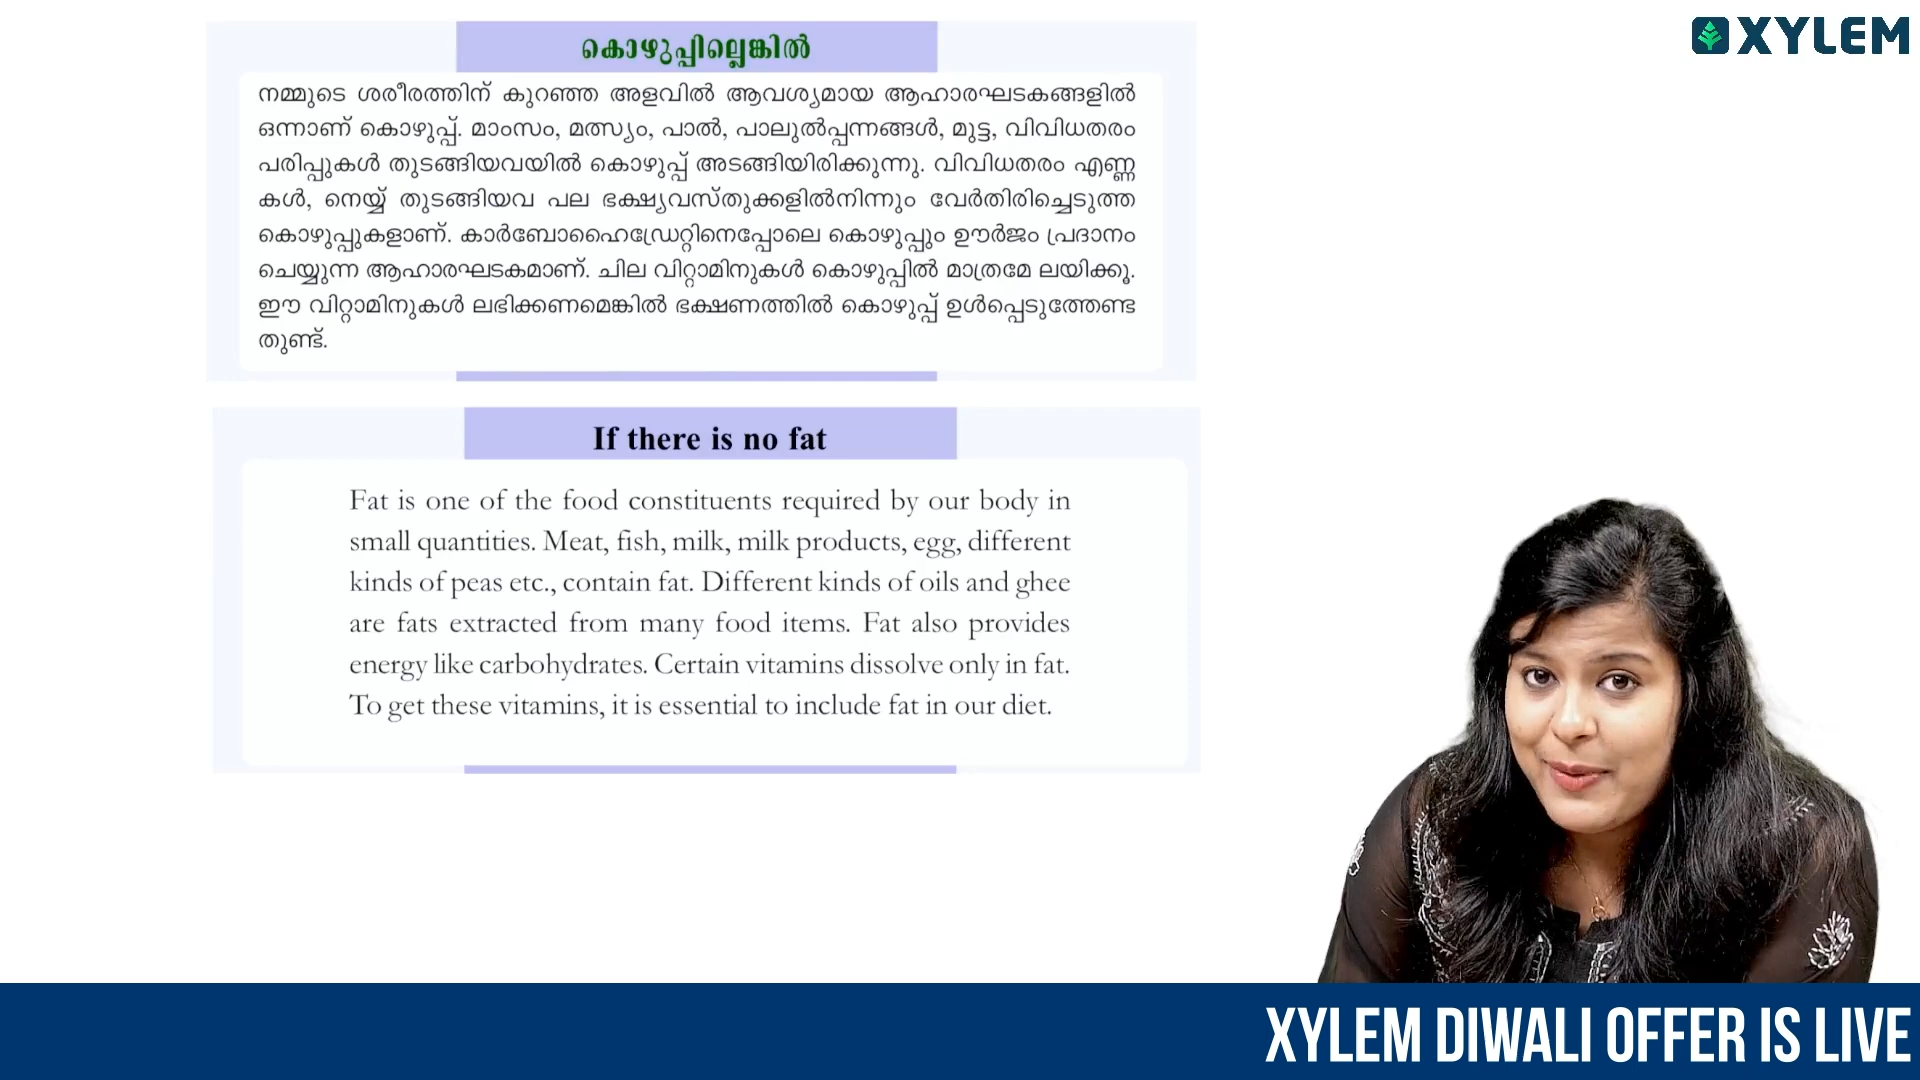 XYLEM
കൊഴുപ്പില്ലെങ്കിൽ
നമ്മുടെ ശരീരത്തിന് കുറഞ്ഞ അളവിൽ ആവശ്യമായ ആഹാരഘടകങ്ങളിൽ
ഒന്നാണ് കൊഴുപ്പ്. മാംസം, മത്സ്യം, പാൽ, പാലുൽപ്പന്നങ്ങൾ, മുട്ട, വിവിധതരം
പരിപ്പുകൾ തുടങ്ങിയവയിൽ കൊഴുപ്പ് അടങ്ങിയിരിക്കുന്നു. വിവിധതരം എണ്ണ
കൾ, നെയ്യ് തുടങ്ങിയവ പല ഭക്ഷ്യവസ്തുക്കളിൽനിന്നും വേർതിരിച്ചെടുത്ത
കൊഴുപ്പുകളാണ്. കാർബോഹൈഡ്രേറ്റിനെപ്പോലെ കൊഴുപ്പും ഊർജം പ്രദാനം
ചെയ്യുന്ന ആഹാരഘടകമാണ്. ചില വിറ്റാമിനുകൾ കൊഴുപ്പിൽ മാത്രമേ ലയിക്കൂ.
ഈ വിറ്റാമിനുകൾ ലഭിക്കണമെങ്കിൽ ഭക്ഷണത്തിൽ കൊഴുപ്പ് ഉൾപ്പെടുത്തേണ്ട
തുണ്ട്.
If there is no fat
Fat is one of the food constituents required by our body in
small quantities. Meat, fish, milk, milk products, egg, different
kinds of peas etc., contain fat. Different kinds of oils and ghee
are fats extracted from many food items. Fat also provides
energy like carbohydrates. Certain vitamins dissolve only in fat.
To get these vitamins, it is essential to include fat in our diet.
XYLEM DIWALI OFFER IS LIVE